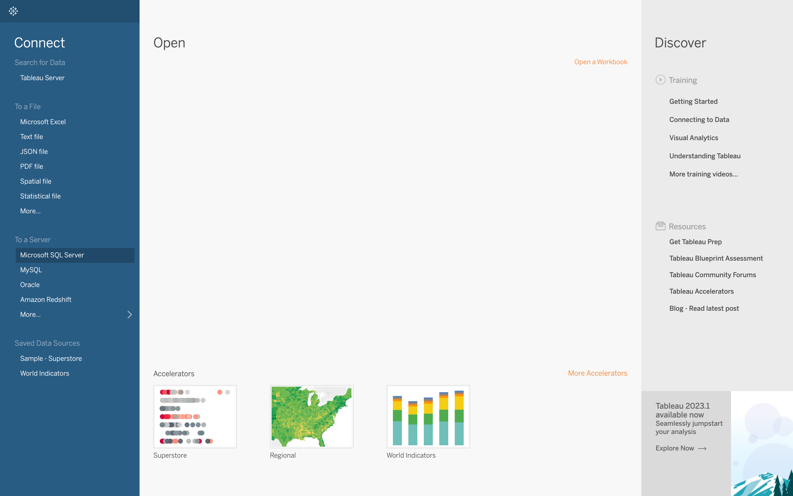 Connect
Search for Data
Tableau Server
To a File
Microsoft Excel
Text file
JSON file
PDF file
Spatial file
Statistical file
More...
To a Server
Microsoft SQL Server
MySQL
Oracle
Amazon Redshift
More...
Saved Data Sources
Sample - Superstore
World Indicators
Open
Open a Workbook
Accelerators
More Accelerators
Superstore
Regional
World Indicators
Discover
Training
Getting Started
Connecting to Data
Visual Analytics
Understanding Tableau
More training videos...
Resources
Get Tableau Prep
Tableau Blueprint Assessment
Tableau Community Forums
Tableau Accelerators
Blog - Read latest post
Tableau 2023.1
available now
Seamlessly jumpstart
your analysis
Explore Now →